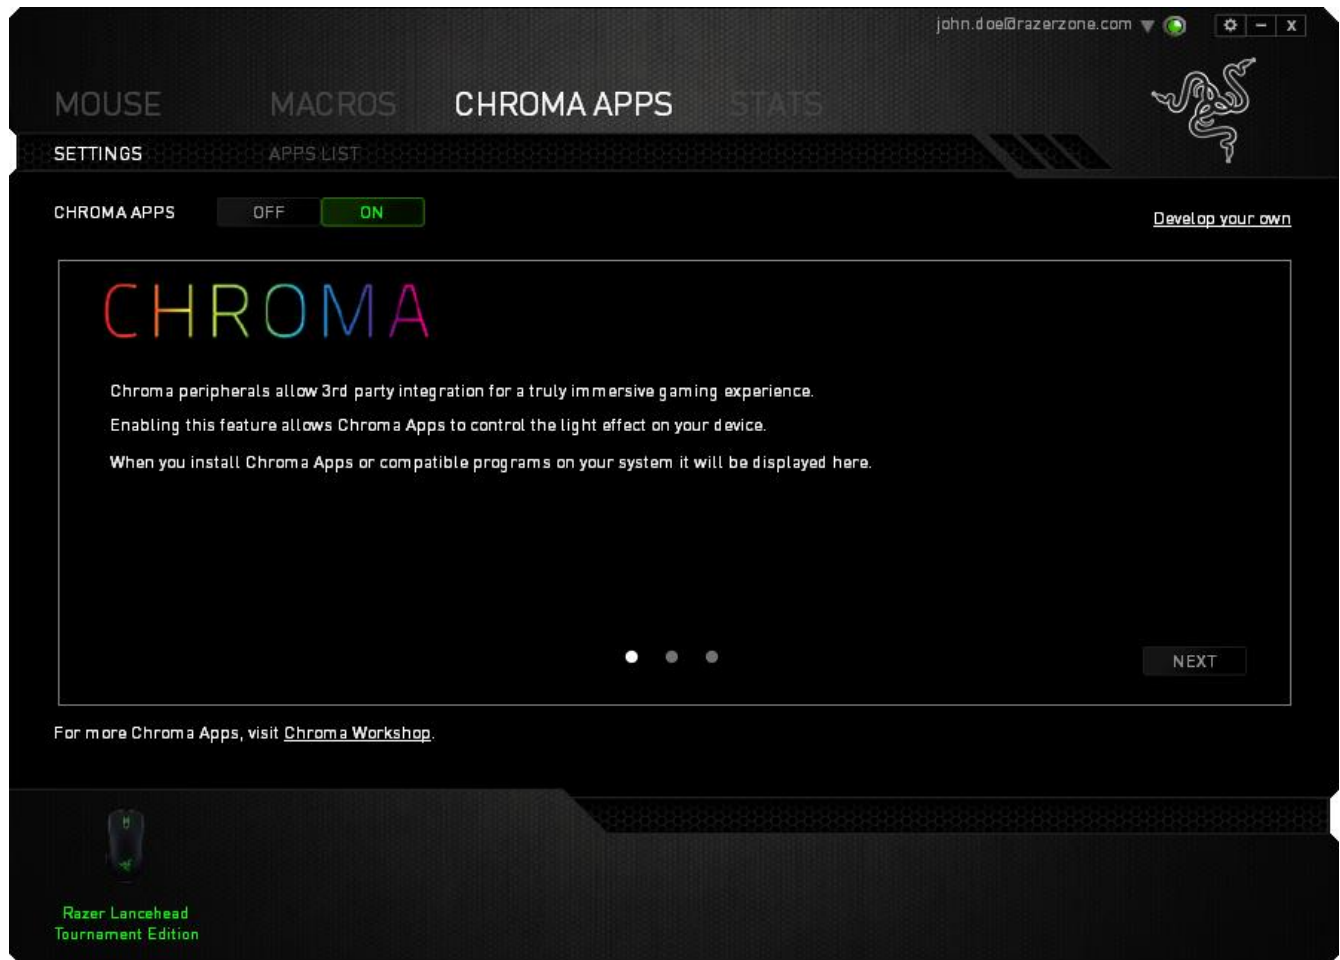 john.doe@razerzone.com
MOUSE MACROS CHROMA APPS STATS
SETTINGS APPS LIST
CHROMA APPS OFF ON
Develop your own
CHROMA
Chroma peripherals allow 3rd party integration for a truly immersive gaming experience.
Enabling this feature allows Chroma Apps to control the light effect on your device.
When you install Chroma Apps or compatible programs on your system it will be displayed here.
NEXT
For more Chroma Apps, visit Chroma Workshop.
Razer Lancehead
Tournament Edition